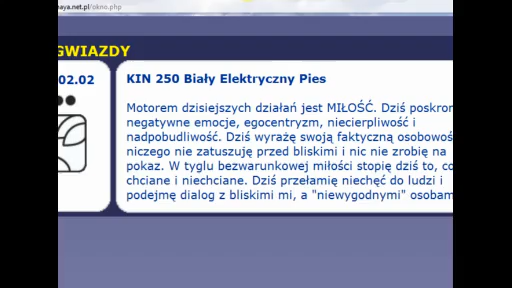 naya.net.pl/okno.php
GWIAZDY
02.02
KIN 250 Biały Elektryczny Pies
Motorem dzisiejszych działań jest MIŁOŚĆ. Dziś poskron
negatywne emocje, egocentryzm, niecierpliwość i
nadpobudliwość. Dziś wyrażę swoją faktyczną osobowoś
niczego nie zatuszuję przed bliskimi i nic nie zrobię na
pokaz. W tyglu bezwarunkowej miłości stopię dziś to, co
chciane i niechciane. Dziś przełamię niechęć do ludzi i
podejmę dialog z bliskimi mi, a "niewygodnymi" osobam